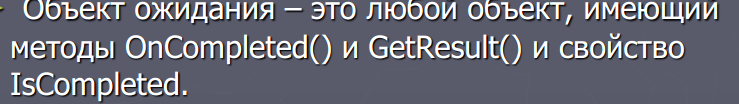 Объект ожидания – это любой объект, имеющий
методы OnCompleted() и GetResult() и свойство
IsCompleted.